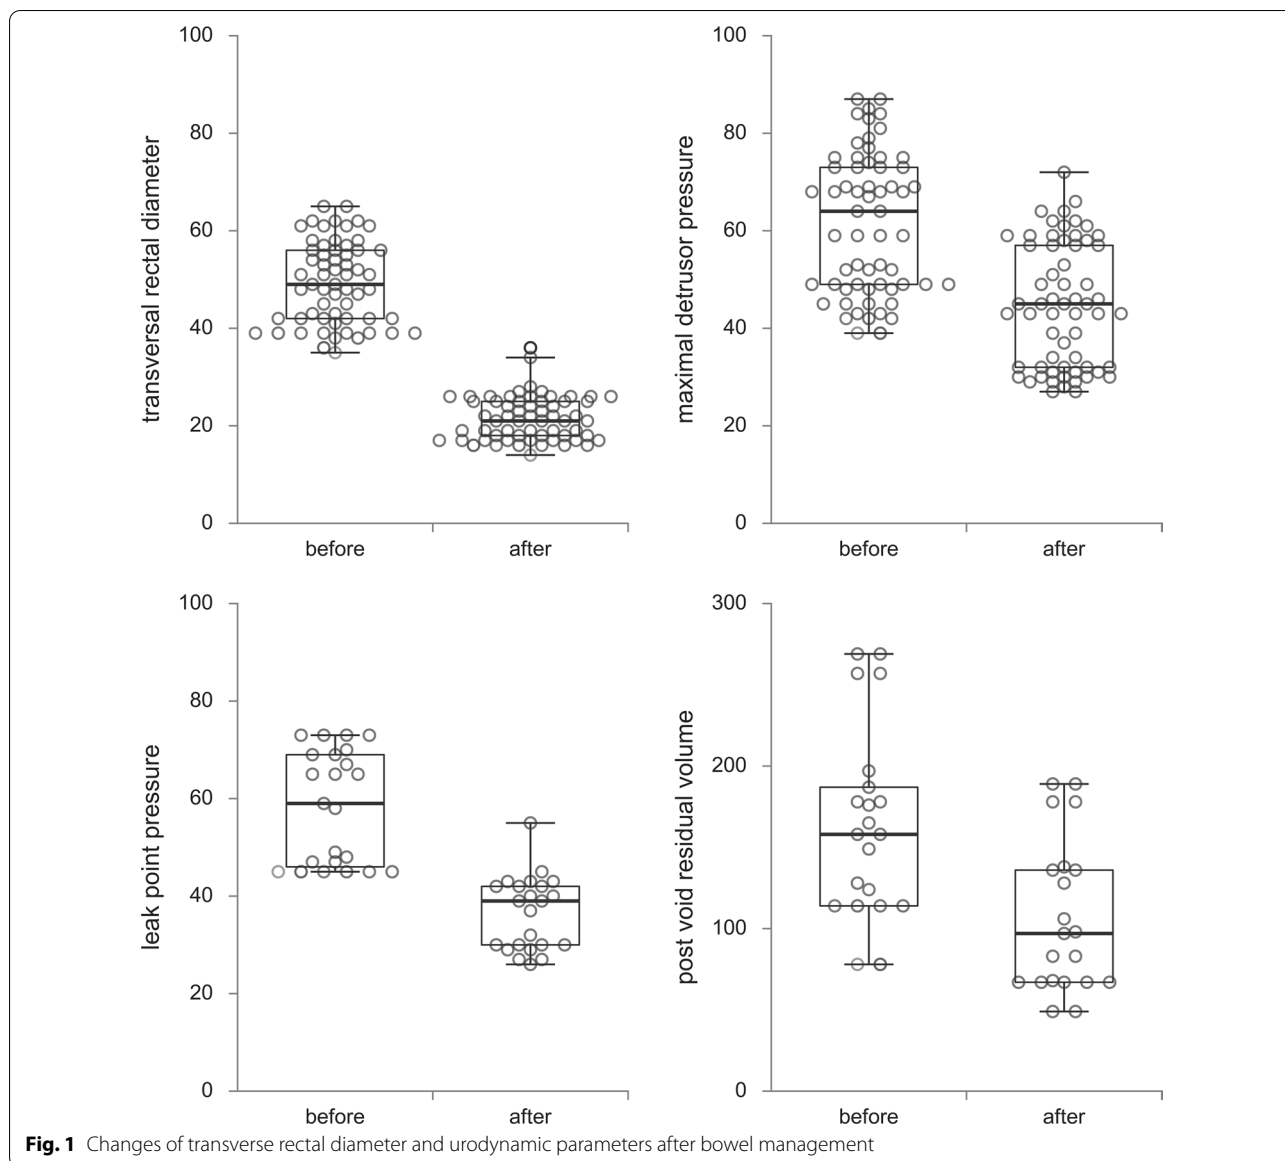 transversal rectal diameter
100
80
60
40
20
0
before after
maximal detrusor pressure
100
80
60
40
20
0
before after
leak point pressure
100
80
60
40
20
0
before after
post void residual volume
300
200
100
0
before after
Fig. 1 Changes of transverse rectal diameter and urodynamic parameters after bowel management